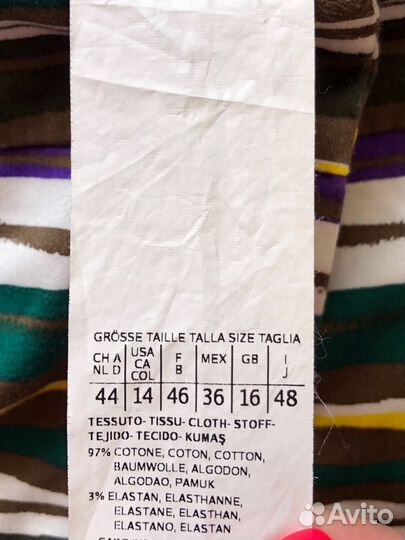 GRÖSSE TAILLE TALLA SIZE TAGLIA
CH A USA F MEX GB I
NL D CA B J
COL
44 14 46 36 16 48
TESSUTO- TISSU- CLOTH- STOFF-
TEJIDO- TECIDO- KUMAŞ
97% COTONE, COTON, COTTON,
BAUMWOLLE, ALGODON,
ALGODAO, PAMUK
3% ELASTAN, ELASTHANNE,
ELASTANE, ELASTHAN,
ELASTANO, ELASTAN
Avito